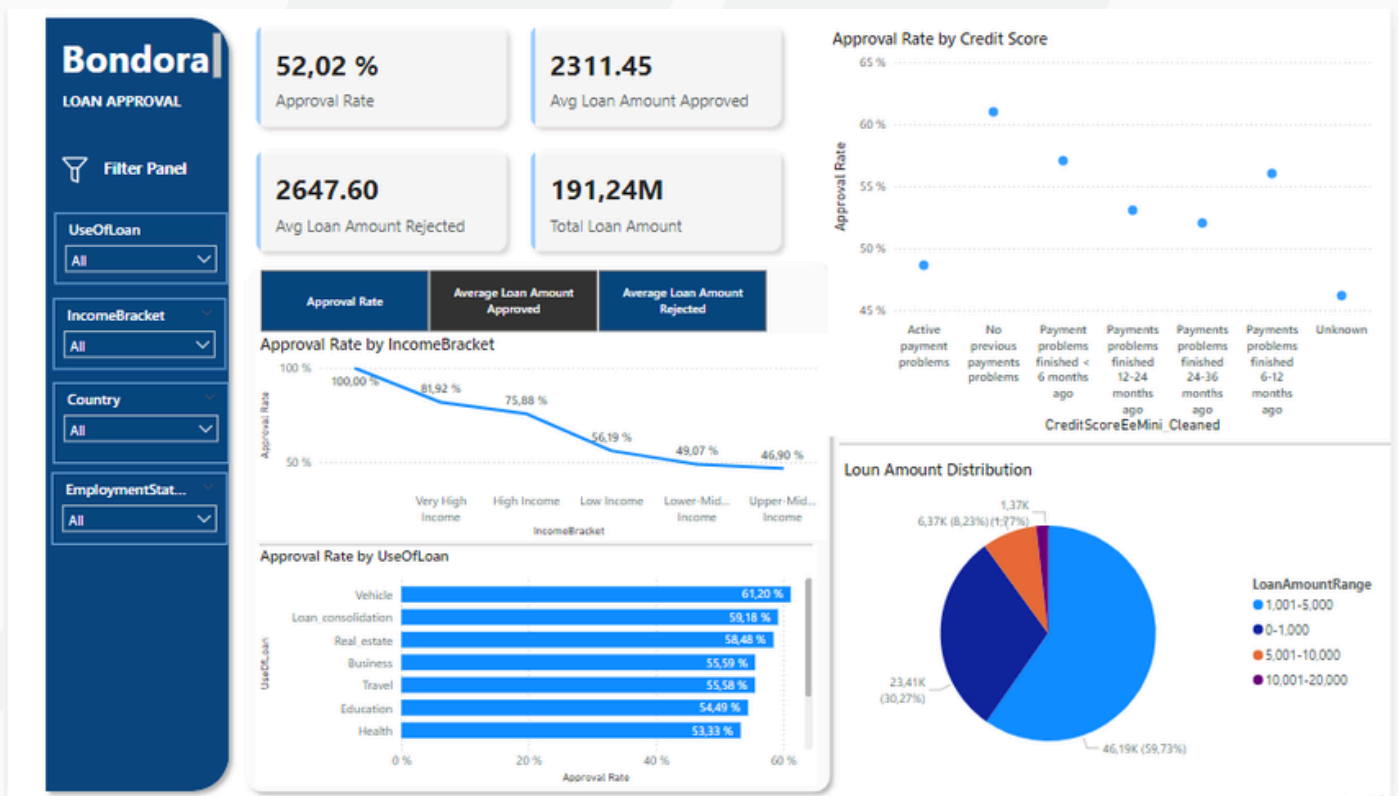 Bondora
LOAN APPROVAL
Filter Panel
UseOfLoan
All
IncomeBracket
All
Country
All
EmploymentStat...
All
52,02 %
Approval Rate
2311.45
Avg Loan Amount Approved
2647.60
Avg Loan Amount Rejected
191,24M
Total Loan Amount
Approval Rate
Average Loan Amount
Approved
Average Loan Amount
Rejected
Approval Rate by IncomeBracket
Approval Rate
100 %
50 %
100,00 %
81,92 %
75,88 %
56,19 %
49,07 %
46,90 %
Very High
Income
High Income
Low Income
Lower-Mid...
Income
Upper-Mid...
Income
IncomeBracket
Approval Rate by UseOfLoan
UseOfLoan
Vehicle
61,20 %
Loan_consolidation
59,18 %
Real_estate
58,48 %
Business
55,59 %
Travel
55,58 %
Education
54,49 %
Health
53,33 %
0 %
20 %
40 %
60 %
Approval Rate
Approval Rate by Credit Score
Approval Rate
65 %
60 %
55 %
50 %
45 %
Active
payment
problems
No
previous
payments
problems
Payment
problems
finished <
6 months
ago
Payments
problems
finished
12-24
months
ago
Payments
problems
finished
24-36
months
ago
Payments
problems
finished
6-12
months
ago
Unknown
CreditScoreEeMini_Cleaned
Loun Amount Distribution
1,37K
(1,77%)
6,37K (8,23%)
23,41K
(30,27%)
46,19K (59,73%)
LoanAmountRange
1,001-5,000
0-1,000
5,001-10,000
10,001-20,000